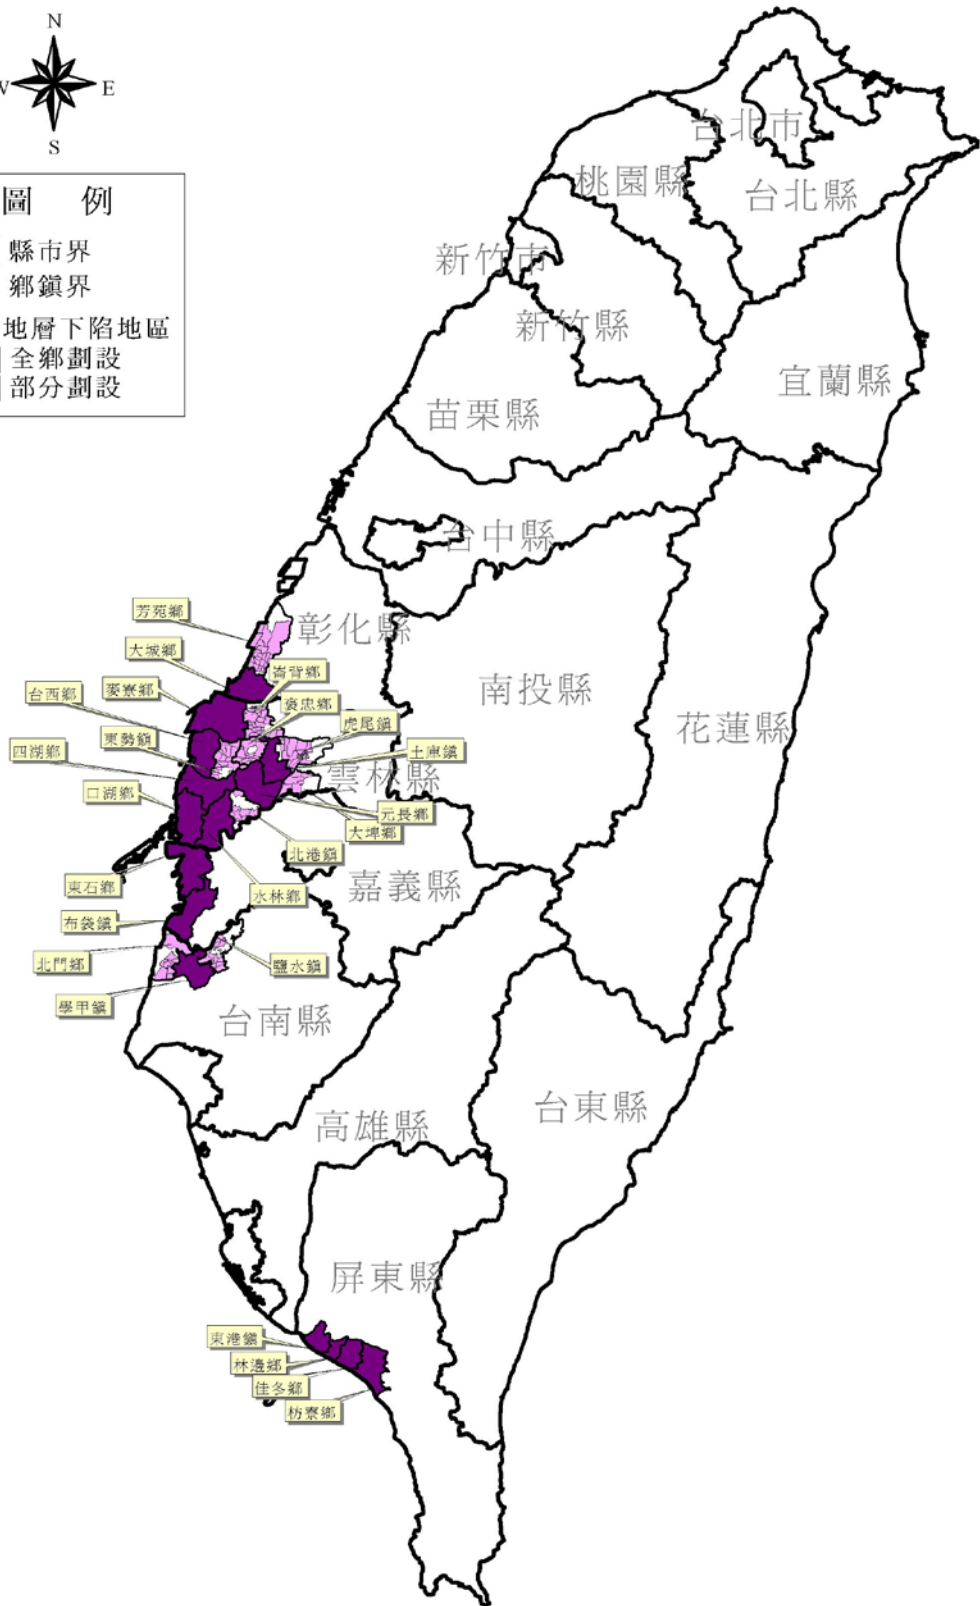 N
W
E
S
圖 例
縣市界
鄉鎮界
地層下陷地區
全鄉劃設
部分劃設
台北市
桃園縣
台北縣
新竹市
新竹縣
宜蘭縣
苗栗縣
台中縣
芳苑鄉
彰化縣
大城鄉
崙背鄉
台西鄉
麥寮鄉
南投縣
褒忠鄉
虎尾鎮
花蓮縣
東勢鎮
四湖鄉
土庫鎮
雲林縣
口湖鄉
元長鄉
大埤鄉
北港鎮
東石鄉
水林鄉
嘉義縣
布袋鎮
北門鄉
鹽水鎮
學甲鎮
台南縣
台東縣
高雄縣
屏東縣
東港鎮
林邊鄉
佳冬鄉
枋寮鄉